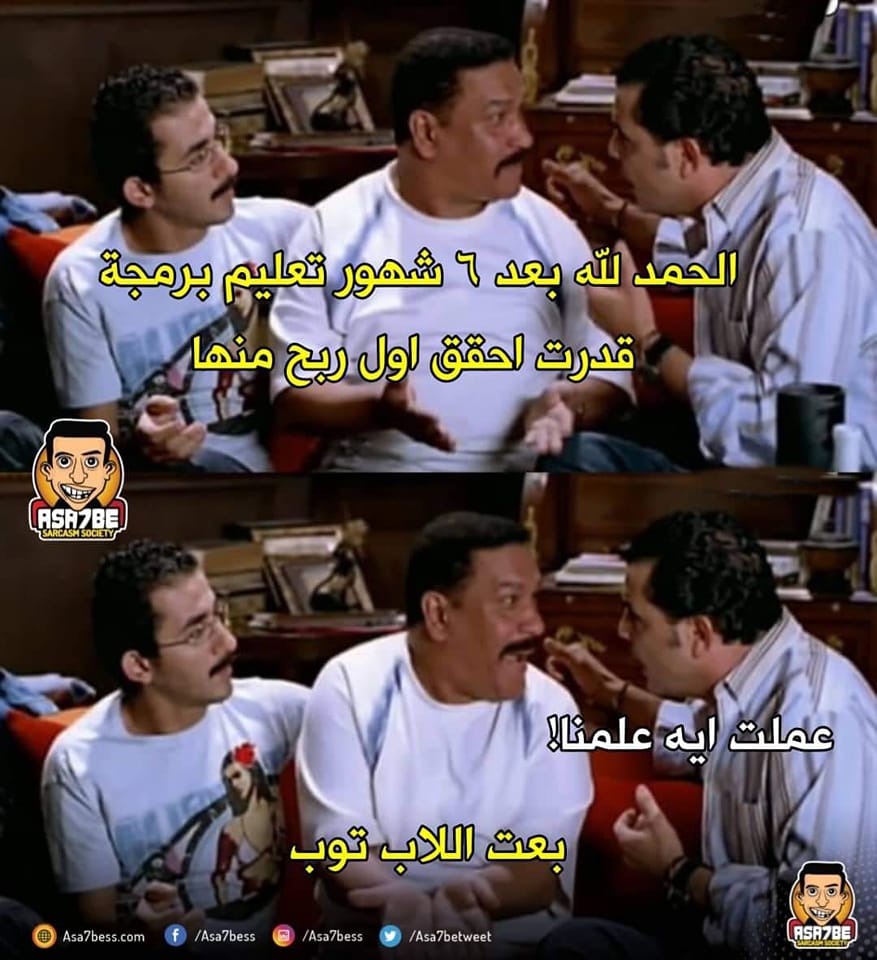 الحمد لله بعد ٦ شهور تعليم برمجة
قدرت احقق اول ربح منها
ASA7BE
SARCASM SOCIETY
عملت ايه علمنا!
بعت اللاب توب
Asa7bess.com
/Asa7bess
/Asa7bess
/Asa7betweet
ASA7BE
SARCASM SOCIETY